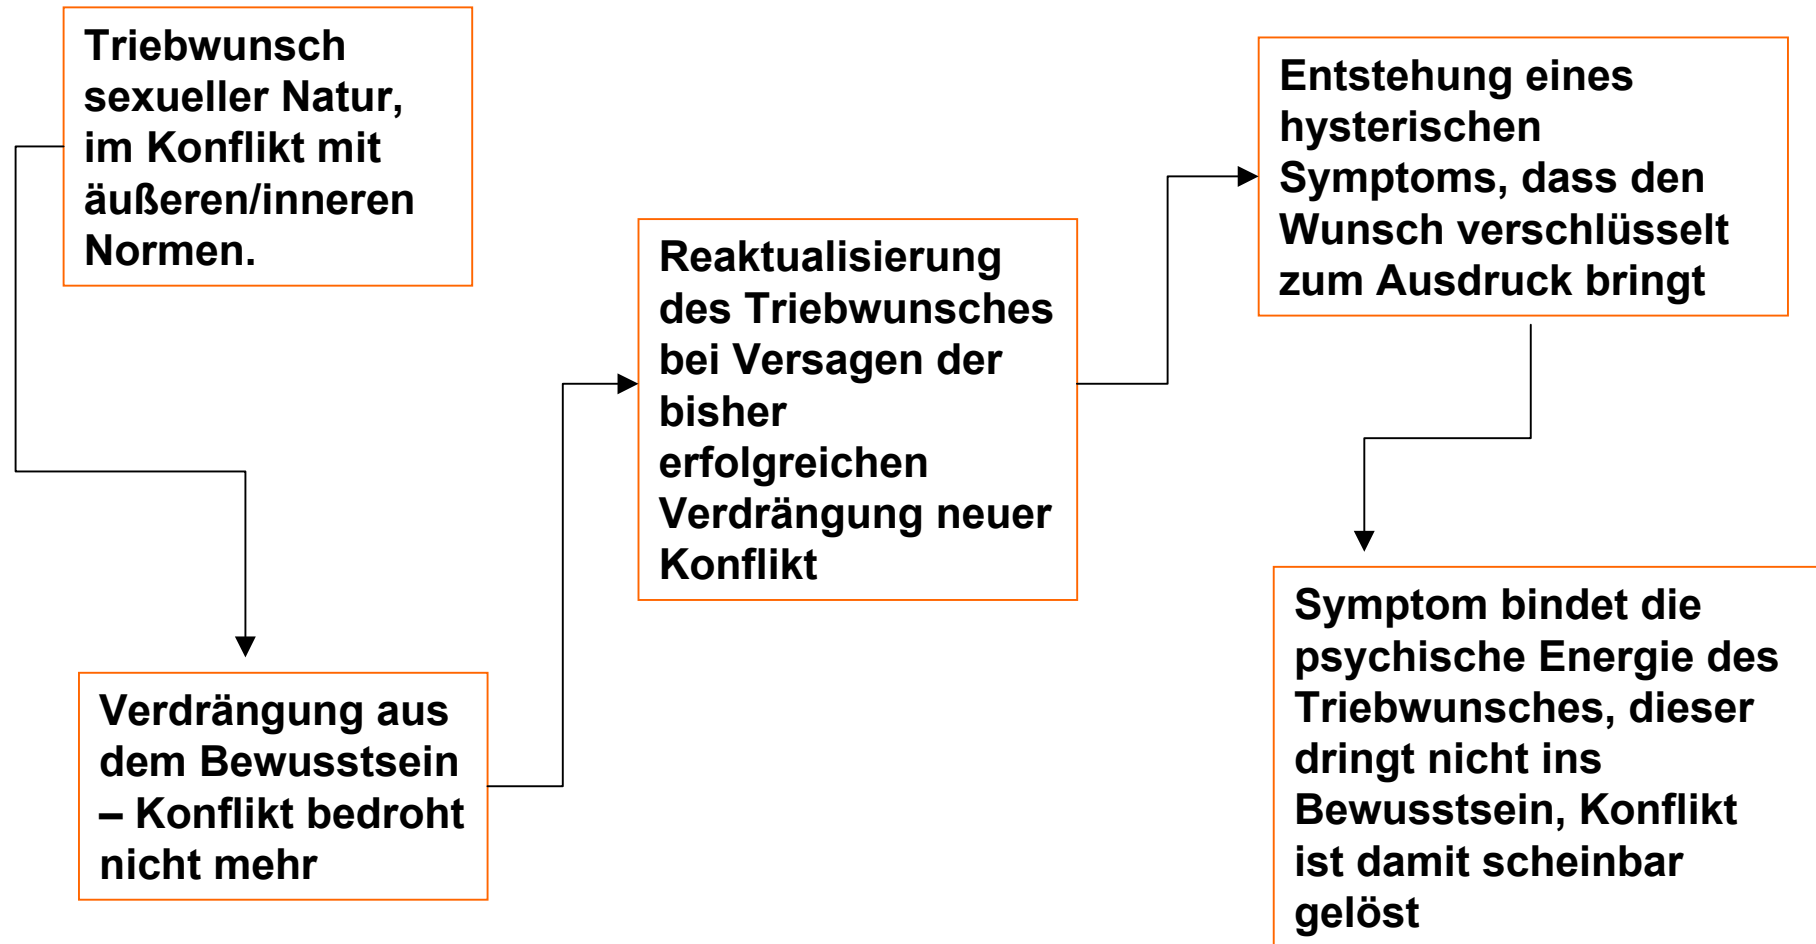 Triebwunsch
sexueller Natur,
im Konflikt mit
äußeren/inneren
Normen.
Verdrängung aus
dem Bewusstsein
– Konflikt bedroht
nicht mehr
Reaktualisierung
des Triebwunsches
bei Versagen der
bisher
erfolgreichen
Verdrängung neuer
Konflikt
Entstehung eines
hysterischen
Symptoms, dass den
Wunsch verschlüsselt
zum Ausdruck bringt
Symptom bindet die
psychische Energie des
Triebwunsches, dieser
dringt nicht ins
Bewusstsein, Konflikt
ist damit scheinbar
gelöst